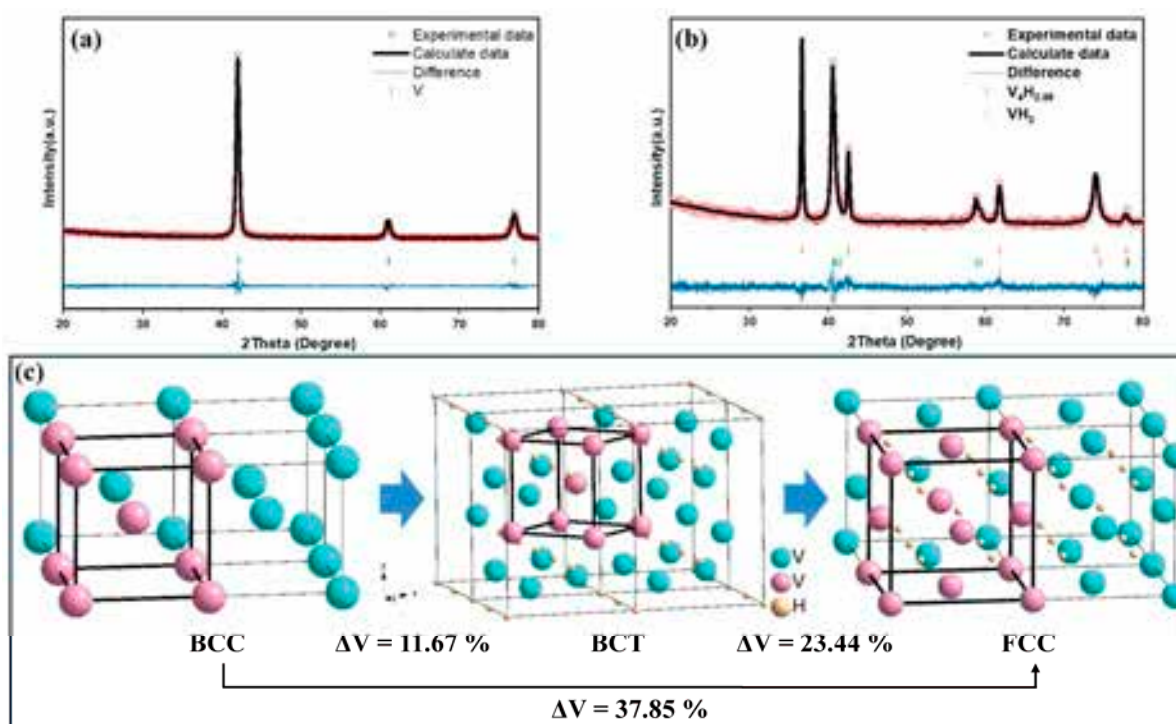 (a)
Experimental data
Calculate data
Difference
V
Intensity(a.u.)
20 30 40 50 60 70 80
2Theta (Degree)
(b)
Experimental data
Calculate data
Difference
VH₂
Intensity(a.u.)
20 30 40 50 60 70 80
2Theta (Degree)
(c)
V
V
H
BCC ΔV = 11.67 % BCT ΔV = 23.44 % FCC
ΔV = 37.85 %